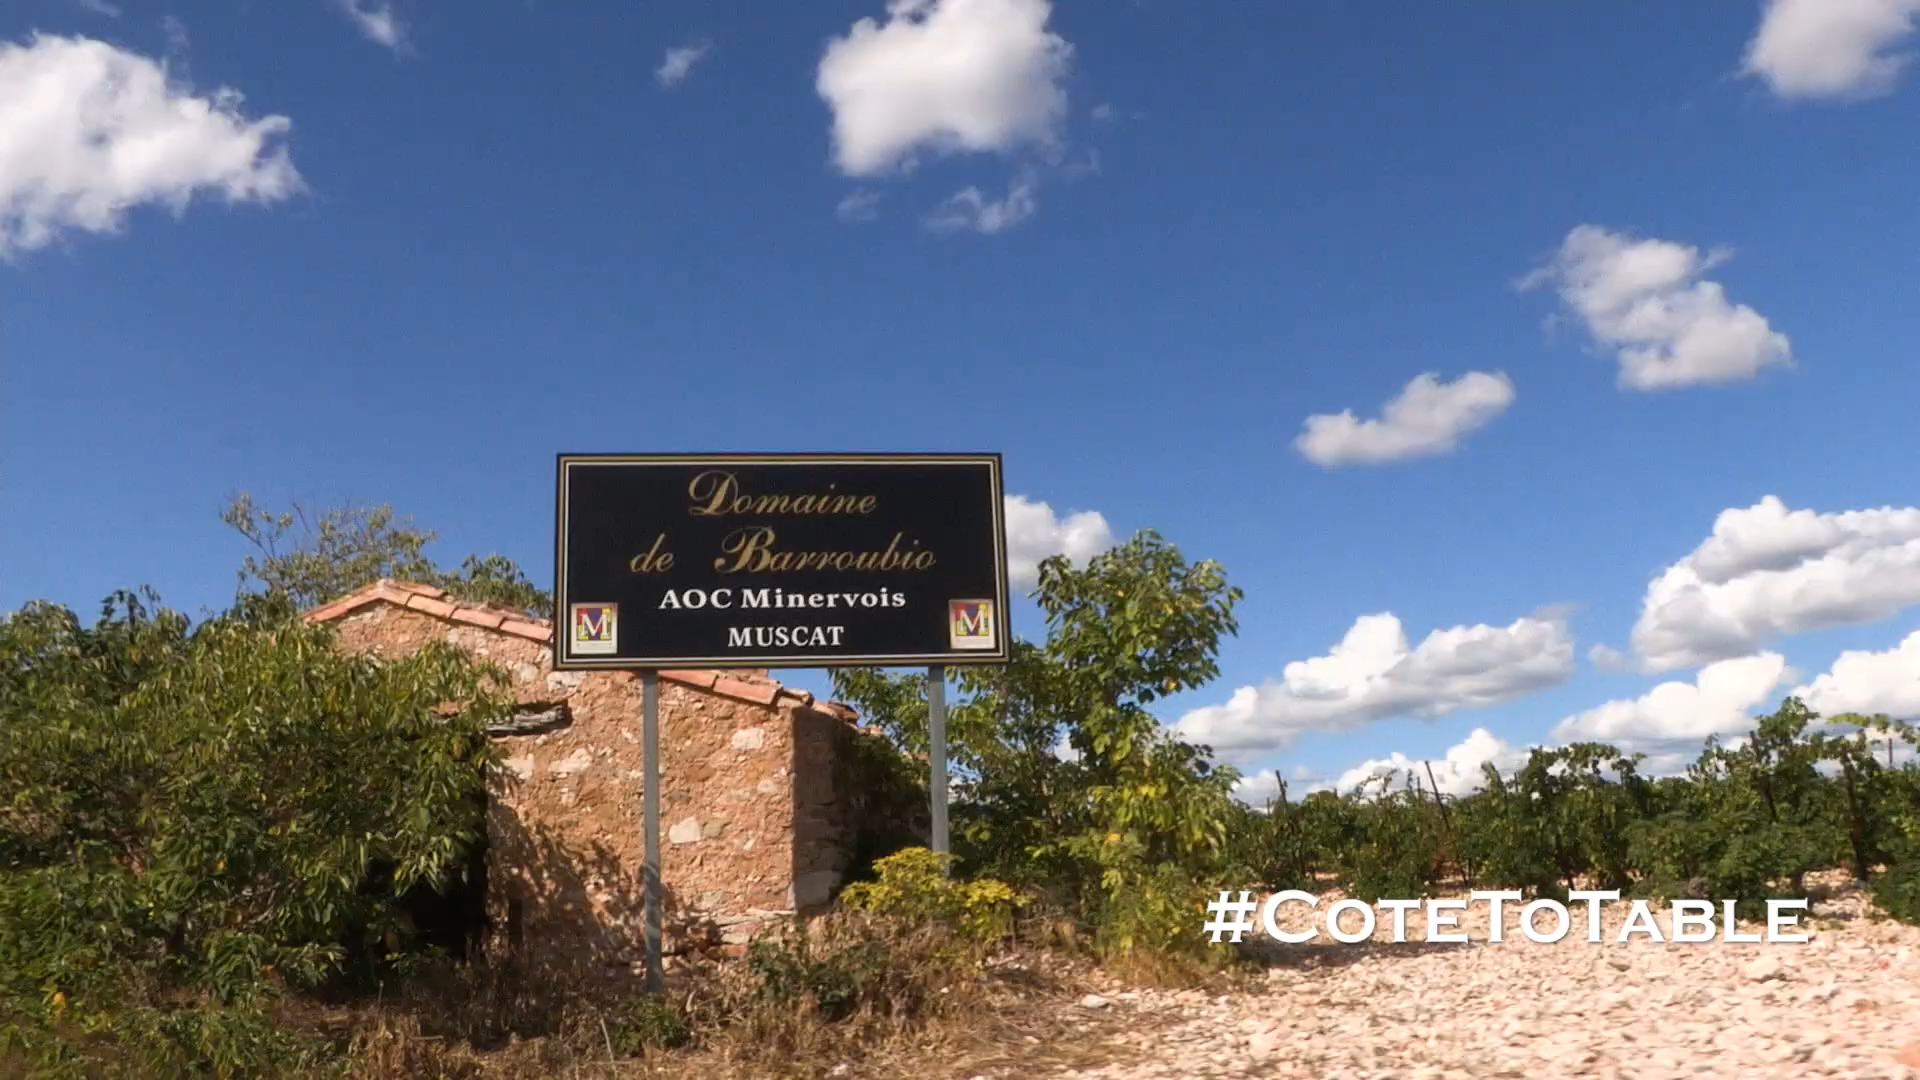 Domaine
de Barroubio
AOC Minervois
MUSCAT
M M
#COTETOTABLE